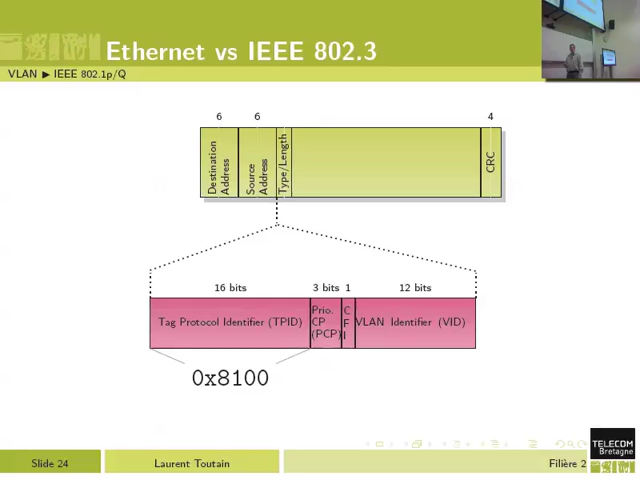 Ethernet vs IEEE 802.3
VLAN ▶ IEEE 802.1p/Q
6 6 4
Destination
Address
Source
Address
Type/Length
CRC
16 bits 3 bits 1 12 bits
Tag Protocol Identifier (TPID)
Prio.
CP
(PCP)
C
F
I
VLAN Identifier (VID)
0x8100
TELECOM
Bretagne
Slide 24 Laurent Toutain Filière 2